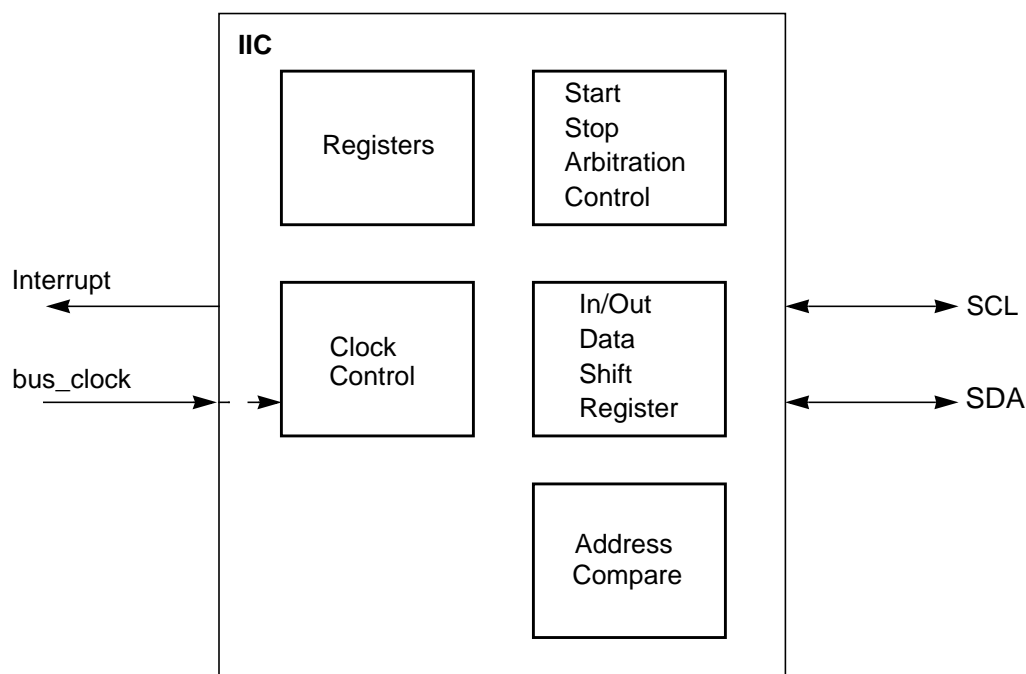 IIC
Registers
Start
Stop
Arbitration
Control
Interrupt
bus_clock
Clock
Control
In/Out
Data
Shift
Register
SCL
SDA
Address
Compare